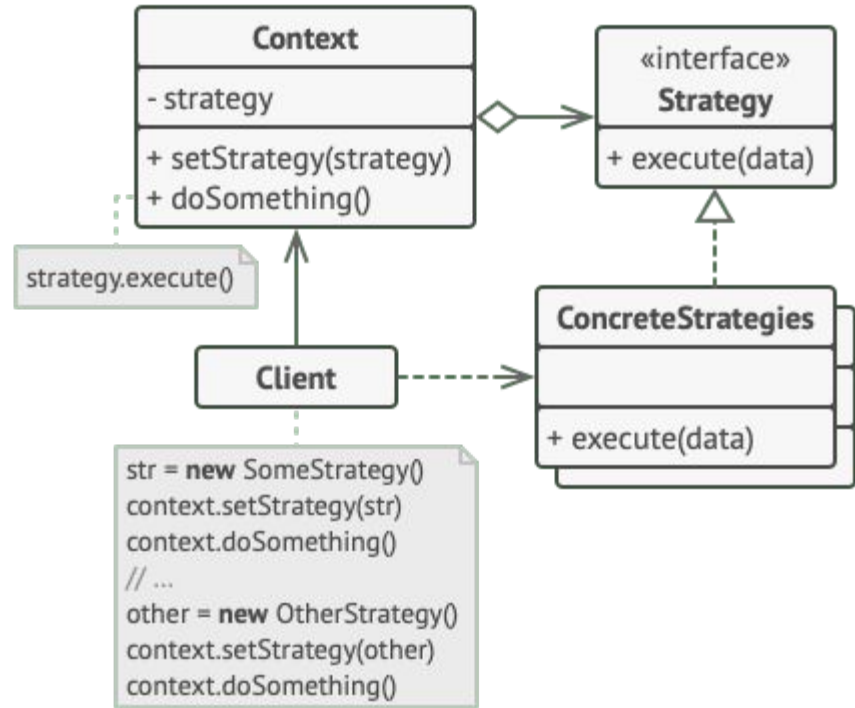 Context
- strategy
+ setStrategy(strategy)
+ doSomething()
«interface»
Strategy
+ execute(data)
strategy.execute()
Client
ConcreteStrategies
+ execute(data)
str = new SomeStrategy()
context.setStrategy(str)
context.doSomething()
// ...
other = new OtherStrategy()
context.setStrategy(other)
context.doSomething()